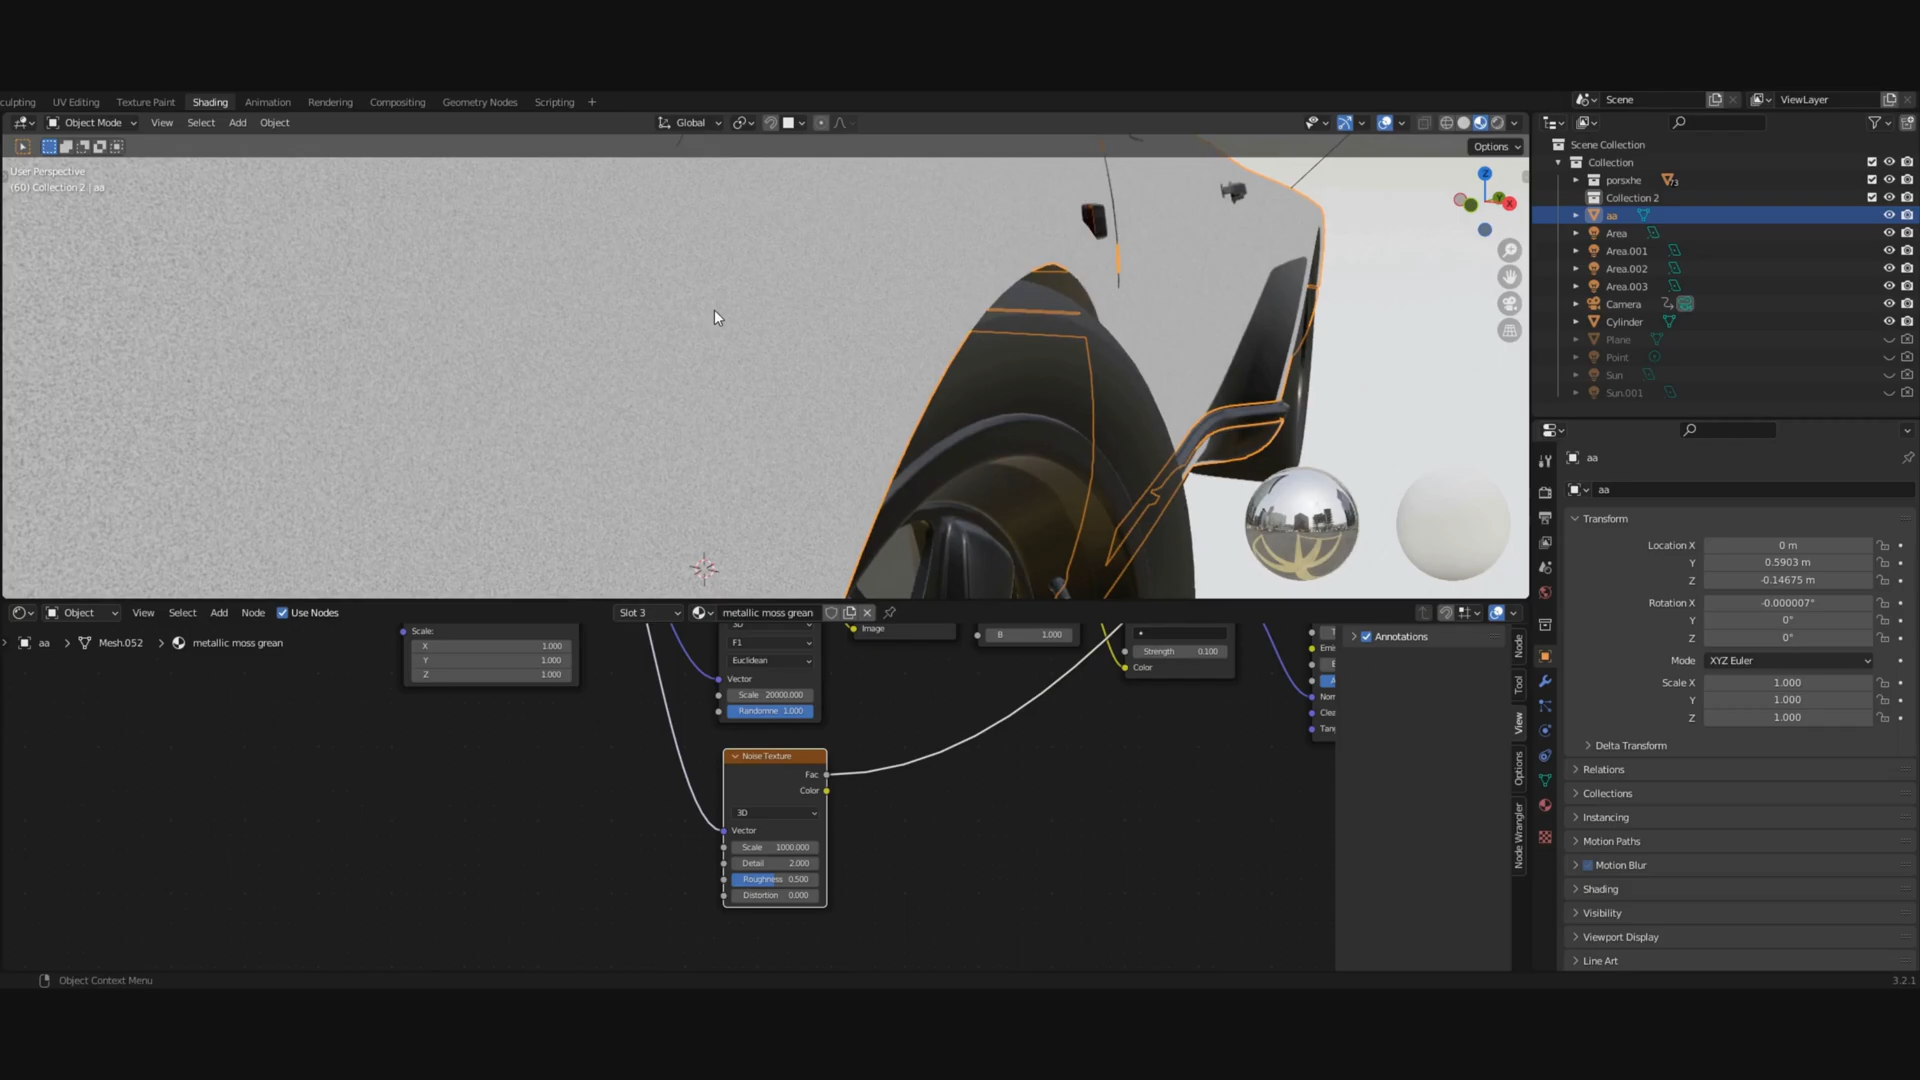 culpting UV Editing Texture Paint Shading Animation Rendering Compositing Geometry Nodes Scripting +
Scene ViewLayer
Object Mode View Select Add Object Global
Options
User Perspective
(60) Collection 2 | aa
Z
X
Scene Collection
Collection
porsxhe 73
Collection 2
aa
Area
Area.001
Area.002
Area.003
Camera
Cylinder
Plane
Point
Sun
Sun.001
aa
aa
Transform
Location X 0 m
Y 0.5903 m
Z -0.14675 m
Rotation X -0.000007°
Y 0°
Z 0°
Mode XYZ Euler
Scale X 1.000
Y 1.000
Z 1.000
Delta Transform
Relations
Collections
Instancing
Motion Paths
Motion Blur
Shading
Visibility
Viewport Display
Line Art
Object View Select Add Node Use Nodes Slot 3 metallic moss grean
aa > Mesh.052 > metallic moss grean
Scale:
X 1.000
Y 1.000
Z 1.000
3D
F1
Euclidean
Vector
Scale 20000.000
Randomne 1.000
Image
B 1.000
Strength 0.100
Color
Emi
Nor
Clea
Tang
Annotations
Node
Tool
View
Options
Node Wrangler
Noise Texture
Fac
Color
3D
Vector
Scale 1000.000
Detail 2.000
Roughness 0.500
Distortion 0.000
Object Context Menu
3.2.1